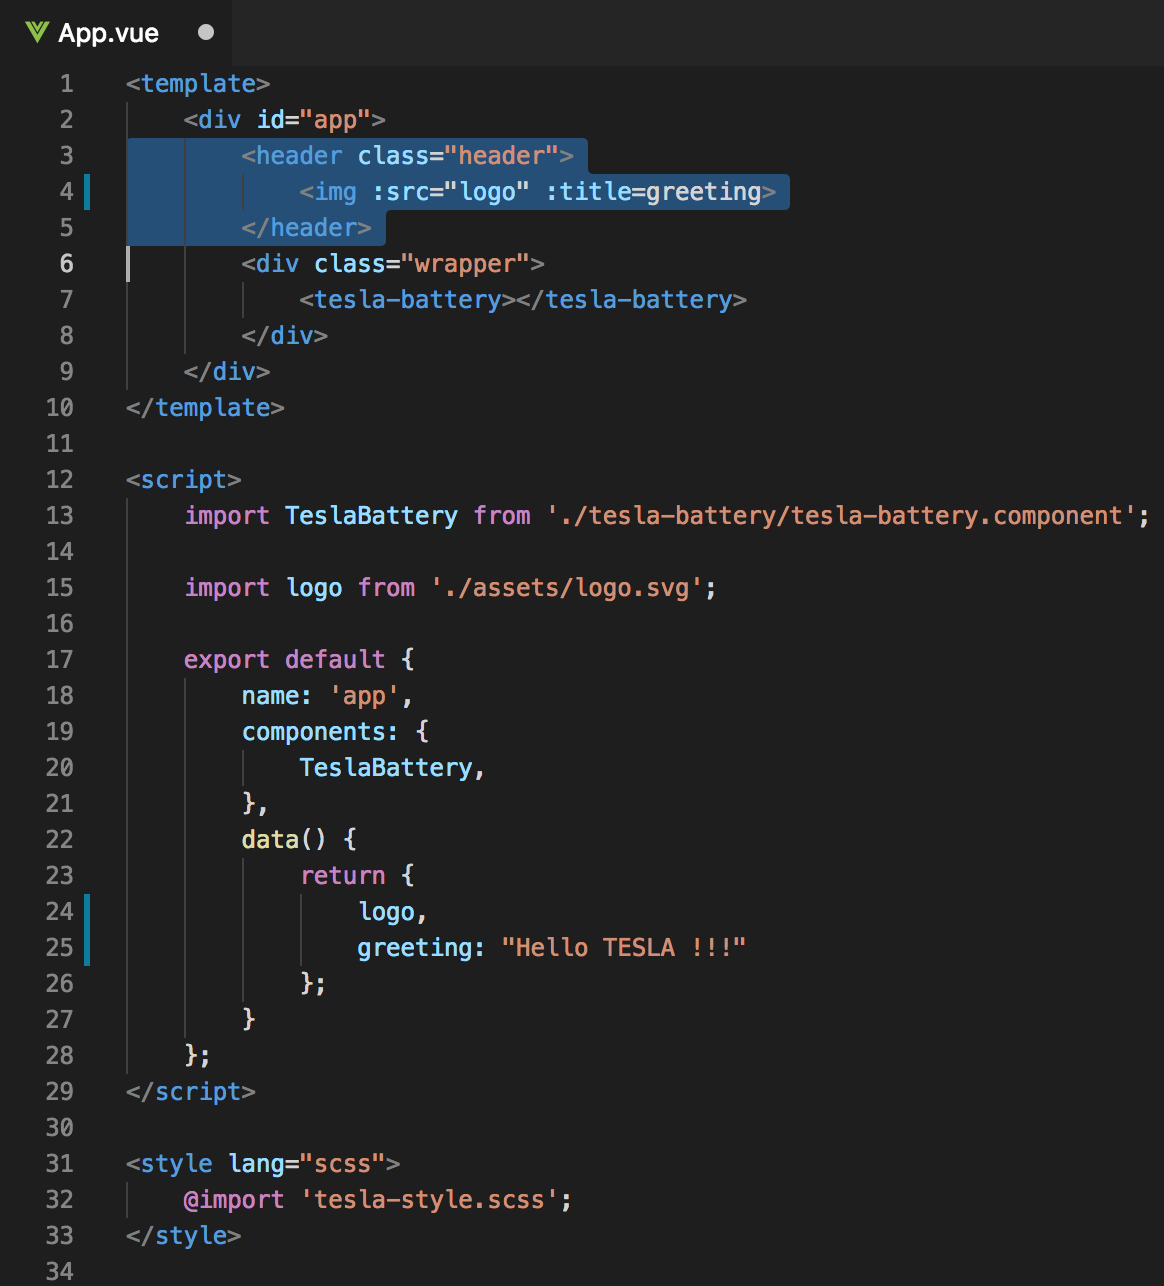 App.vue
1 <template>
2     <div id="app">
3         <header class="header">
4             <img :src="logo" :title=greeting>
5         </header>
6         <div class="wrapper">
7             <tesla-battery></tesla-battery>
8         </div>
9     </div>
10 </template>
11
12 <script>
13     import TeslaBattery from './tesla-battery/tesla-battery.component';
14
15     import logo from './assets/logo.svg';
16
17     export default {
18         name: 'app',
19         components: {
20             TeslaBattery,
21         },
22         data() {
23             return {
24                 logo,
25                 greeting: "Hello TESLA !!!"
26             };
27         }
28     };
29 </script>
30
31 <style lang="scss">
32     @import 'tesla-style.scss';
33 </style>
34